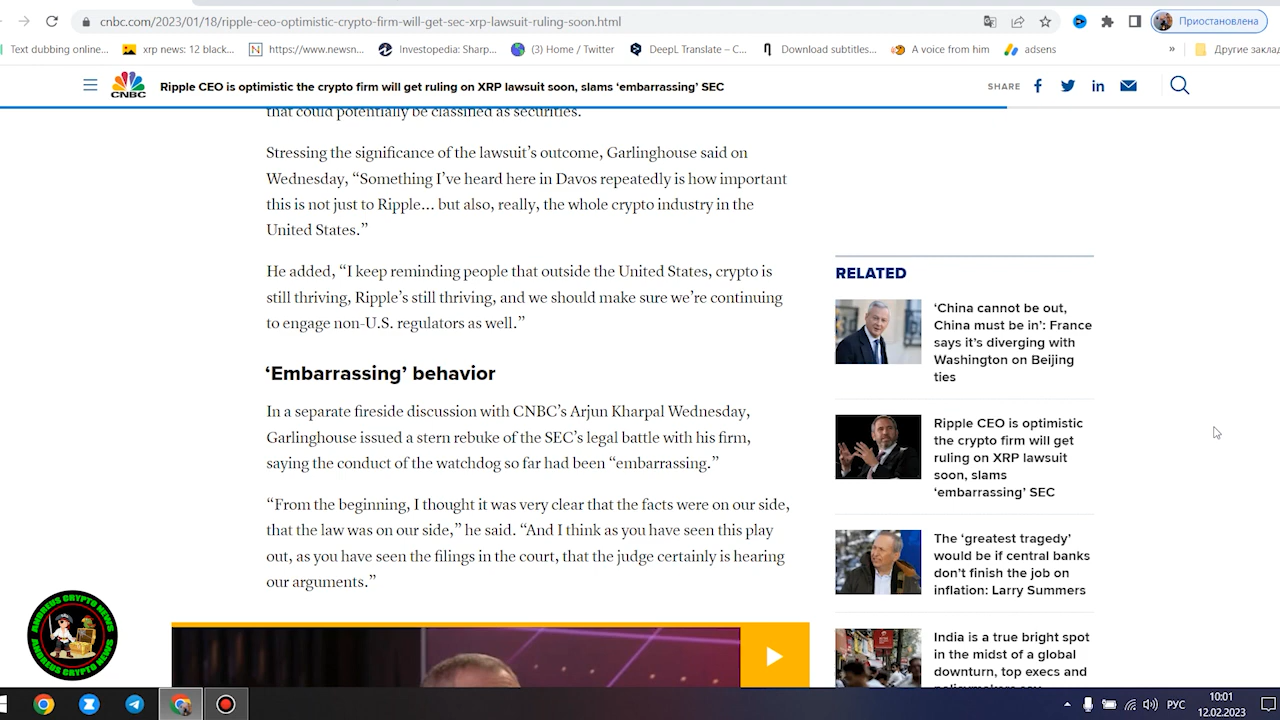 cnbc.com/2023/01/18/ripple-ceo-optimistic-crypto-firm-will-get-sec-xrp-lawsuit-ruling-soon.html
Приостановлена
Text dubbing online...
xrp news: 12 black...
https://www.newsn...
Investopedia: Sharp...
(3) Home / Twitter
DeepL Translate – C...
Download subtitles...
A voice from him
adsens
»
Другие закла
CNBC
Ripple CEO is optimistic the crypto firm will get ruling on XRP lawsuit soon, slams ‘embarrassing’ SEC
SHARE
that could potentially be classified as securities.
Stressing the significance of the lawsuit’s outcome, Garlinghouse said on
Wednesday, “Something I’ve heard here in Davos repeatedly is how important
this is not just to Ripple… but also, really, the whole crypto industry in the
United States.”
He added, “I keep reminding people that outside the United States, crypto is
still thriving, Ripple’s still thriving, and we should make sure we’re continuing
to engage non-U.S. regulators as well.”
‘Embarrassing’ behavior
In a separate fireside discussion with CNBC’s Arjun Kharpal Wednesday,
Garlinghouse issued a stern rebuke of the SEC’s legal battle with his firm,
saying the conduct of the watchdog so far had been “embarrassing.”
“From the beginning, I thought it was very clear that the facts were on our side,
that the law was on our side,” he said. “And I think as you have seen this play
out, as you have seen the filings in the court, that the judge certainly is hearing
our arguments.”
RELATED
‘China cannot be out,
China must be in’: France
says it’s diverging with
Washington on Beijing
ties
Ripple CEO is optimistic
the crypto firm will get
ruling on XRP lawsuit
soon, slams
‘embarrassing’ SEC
The ‘greatest tragedy’
would be if central banks
don’t finish the job on
inflation: Larry Summers
India is a true bright spot
in the midst of a global
downturn, top execs and
policymakers say
ANDREUS CRYPTO NEWS
ANDREUS CRYPTO NEWS
РУС
10:01
12.02.2023